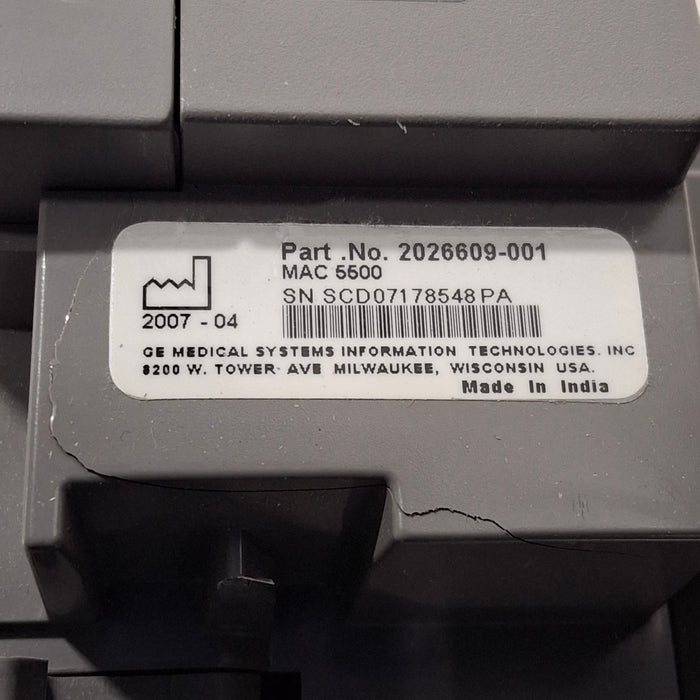 Part .No. 2026609-001
MAC 5500
SN SCD07178548PA
2007 - 04
GE MEDICAL SYSTEMS INFORMATION TECHNOLOGIES. INC
8200 W. TOWER AVE MILWAUKEE, WISCONSIN USA.
Made In India